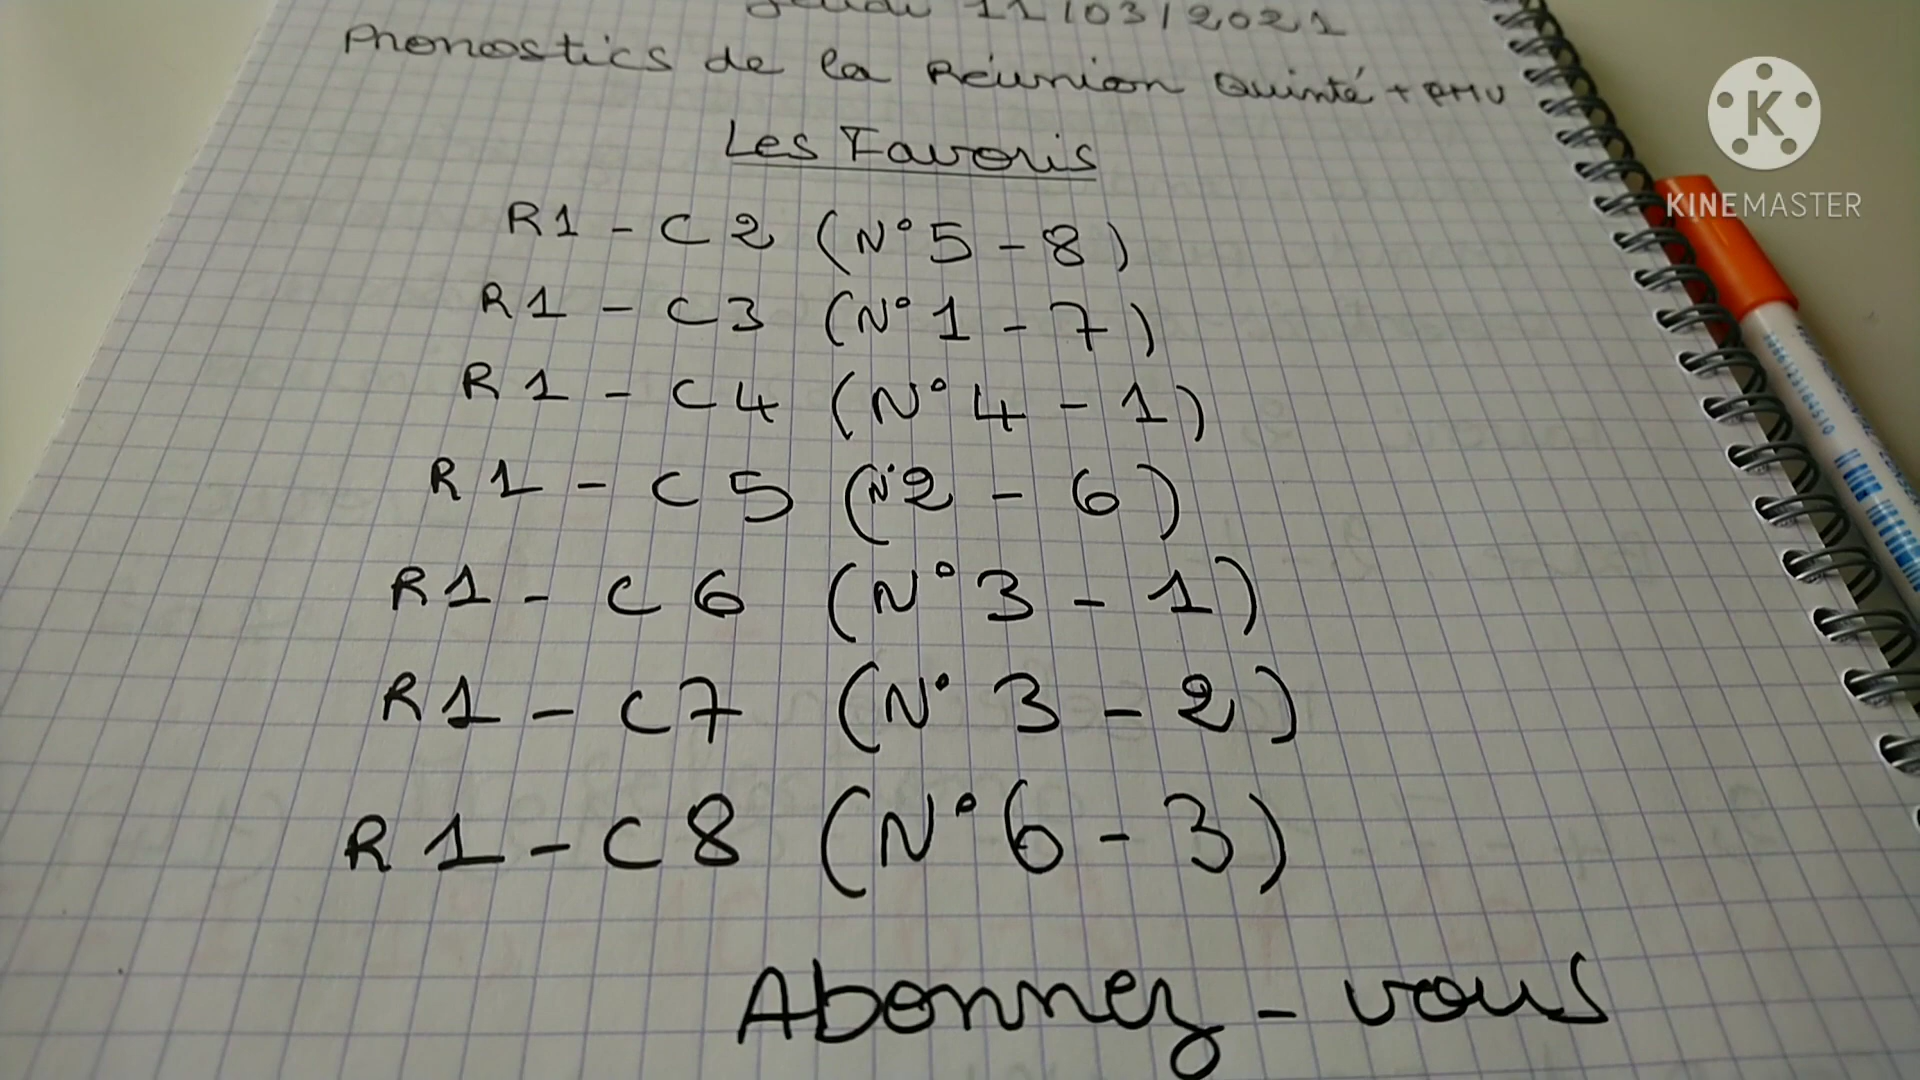 Jeudi 11/03/2021
Pronostics de la Réunion Quinté + PMU
Les Favoris
R1 - C2 (N° 5 - 8)
R1 - C3 (N° 1 - 7)
R1 - C4 (N° 4 - 1)
R1 - C5 (N° 2 - 6)
R1 - C6 (N° 3 - 1)
R1 - C7 (N° 3 - 2)
R1 - C8 (N° 6 - 3)
Abonnez - vous
K
KINEMASTER